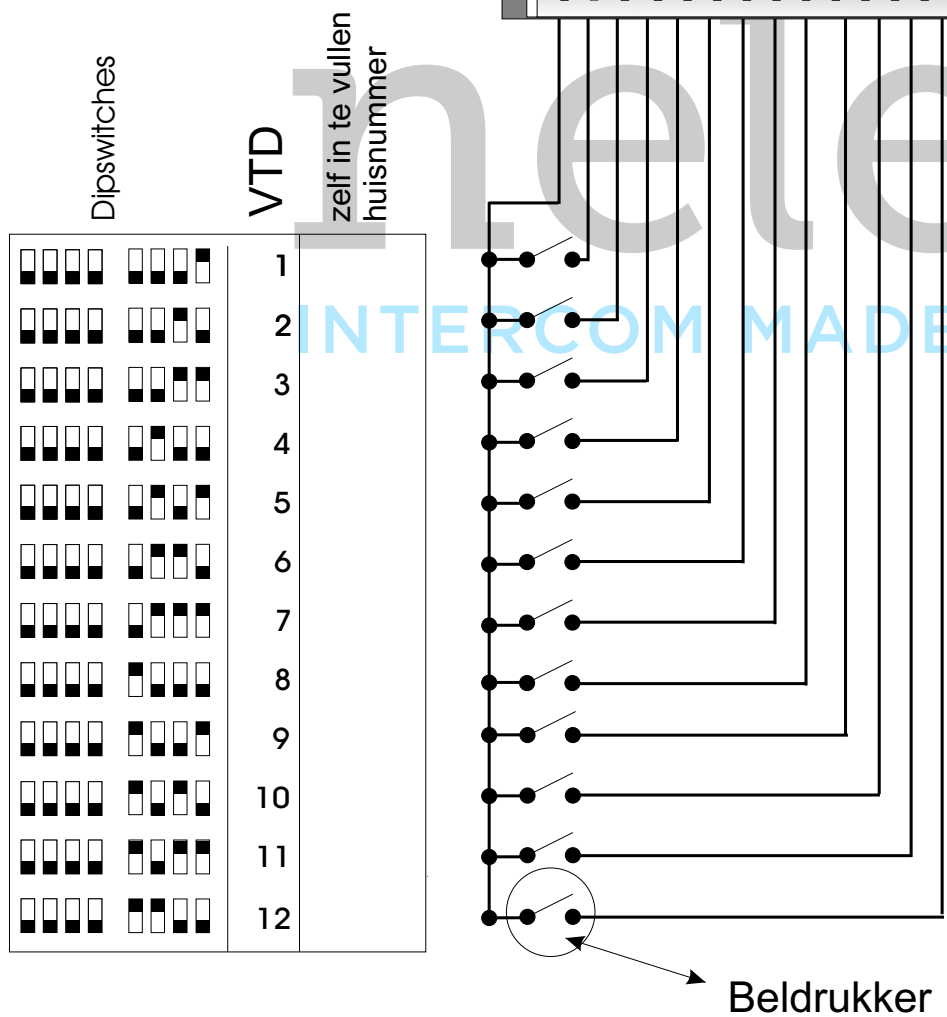 Dipswitches
VTD
zelf in te vullen
huisnummer
nele
INTERCOM MADE
1
2
3
4
5
6
7
8
9
10
11
12
Beldrukker